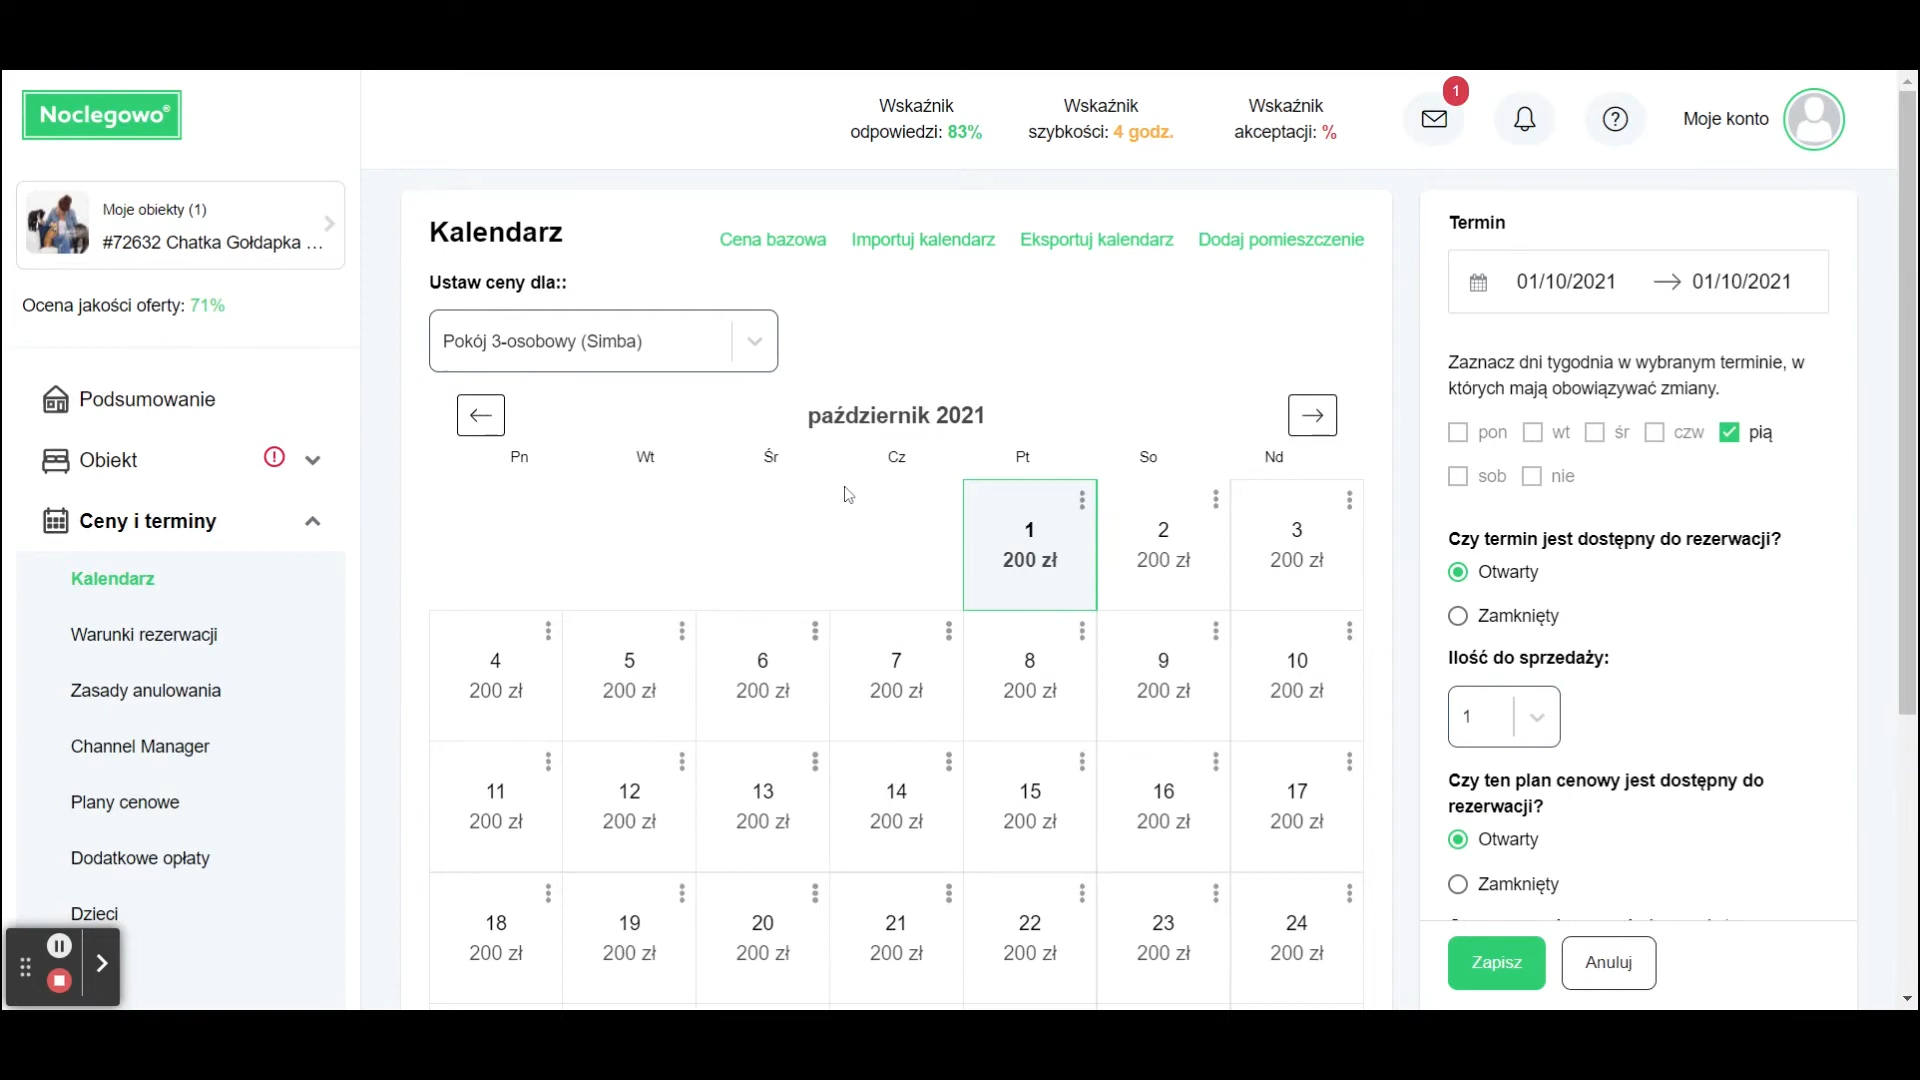 Noclegowo®
Wskaźnik
odpowiedzi: 83%
Wskaźnik
szybkości: 4 godz.
Wskaźnik
akceptacji: %
1
Moje konto
Moje obiekty (1)
#72632 Chatka Gołdapka ...
Ocena jakości oferty: 71%
Podsumowanie
Obiekt
Ceny i terminy
Kalendarz
Warunki rezerwacji
Zasady anulowania
Channel Manager
Plany cenowe
Dodatkowe opłaty
Dzieci
Kalendarz
Cena bazowa
Importuj kalendarz
Eksportuj kalendarz
Dodaj pomieszczenie
Ustaw ceny dla::
Pokój 3-osobowy (Simba)
październik 2021
Pn Wt Śr Cz Pt So Nd
1 2 3
200 zł 200 zł 200 zł
4 5 6 7 8 9 10
200 zł 200 zł 200 zł 200 zł 200 zł 200 zł 200 zł
11 12 13 14 15 16 17
200 zł 200 zł 200 zł 200 zł 200 zł 200 zł 200 zł
18 19 20 21 22 23 24
200 zł 200 zł 200 zł 200 zł 200 zł 200 zł 200 zł
Termin
01/10/2021 → 01/10/2021
Zaznacz dni tygodnia w wybranym terminie, w
których mają obowiązywać zmiany.
pon wt śr czw pią
sob nie
Czy termin jest dostępny do rezerwacji?
Otwarty
Zamknięty
Ilość do sprzedaży:
1
Czy ten plan cenowy jest dostępny do
rezerwacji?
Otwarty
Zamknięty
Zapisz
Anuluj